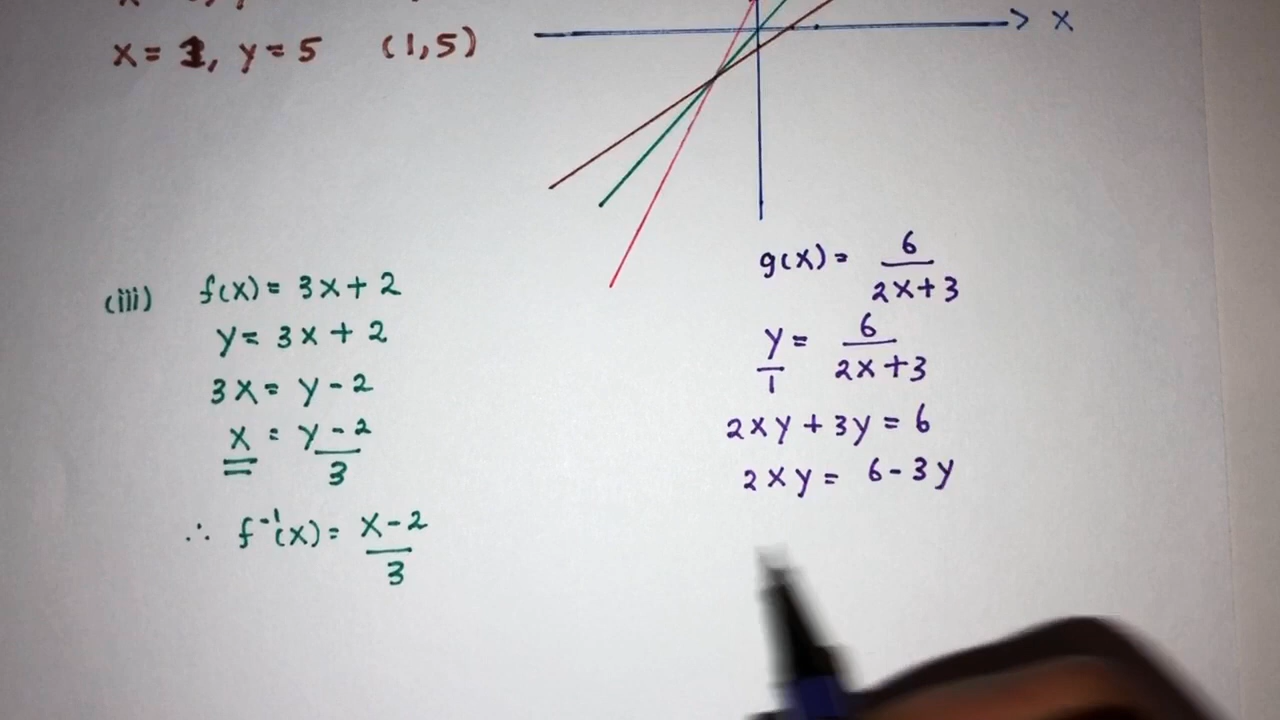 x = 1, y = 5 (1,5)
x
(iii) f(x) = 3x + 2
y = 3x + 2
3x = y - 2
x = y - 2 / 3
∴ f⁻¹(x) = x - 2 / 3
g(x) = 6 / 2x + 3
y / 1 = 6 / 2x + 3
2xy + 3y = 6
2xy = 6 - 3y